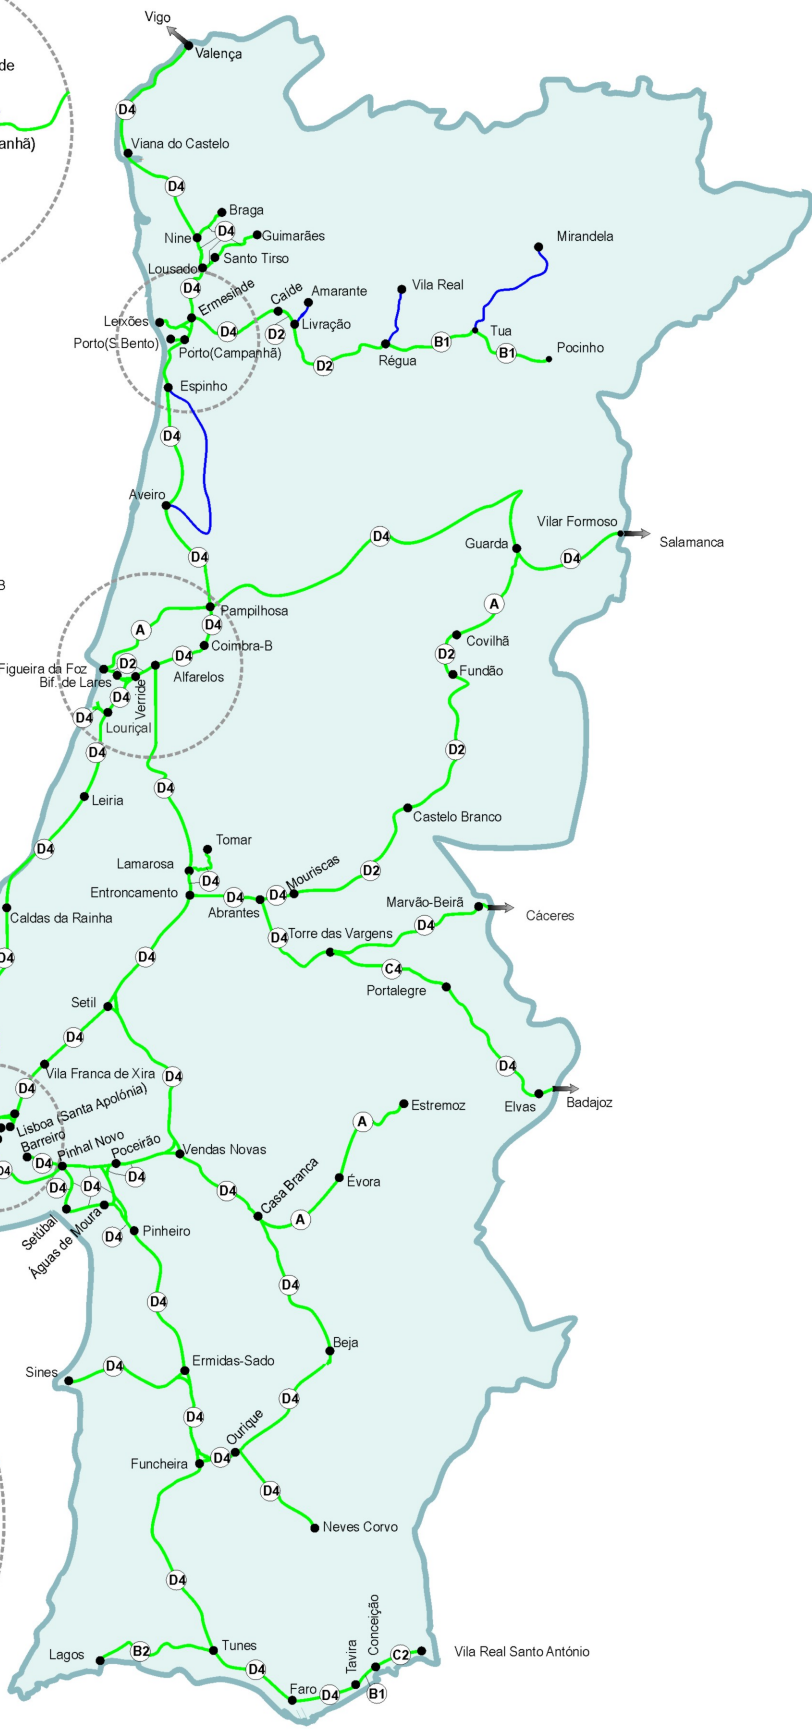 Vigo
Valença
de
D4
anhã)
Viana do Castelo
D4
Braga
D4
Nine
Guimarães
Mirandela
Santo Tirso
Lousado
D4
Ermesinde
Caíde
Amarante
Vila Real
Leixões
D4
D2
Livração
Tua
Porto(S.Bento)
Porto(Campanhã)
B1
B1
Pocinho
Régua
D2
Espinho
D4
Aveiro
Vilar Formoso
D4
Salamanca
Guarda
D4
D4
B
A
Pampilhosa
D4
A
Covilhã
Coimbra-B
D2
D4
D2
Figueira da Foz
Fundão
Alfarelos
Bif. de Lares
D4
Verride
D4
Louriçal
D4
D2
D4
Leiria
Castelo Branco
Tomar
D4
Lamarosa
D4
Mouriscas
D2
Entroncamento
D4
D4
Marvão-Beirã
Abrantes
Cáceres
Caldas da Rainha
D4
D4
Torre das Vargens
D4
D4
C4
Portalegre
Setil
D4
D4
Vila Franca de Xira
D4
D4
Elvas
Badajoz
Lisboa (Santa Apolónia)
Estremoz
A
Barreiro
Pinhal Novo
Poceirão
Vendas Novas
D4
D4
D4
D4
D4
D4
Casa Branca
Évora
A
Setúbal
Águas de Moura
D4
Pinheiro
D4
D4
Beja
Ermidas-Sado
Sines
D4
D4
D4
Ourique
D4
Funcheira
D4
Neves Corvo
D4
Conceição
Tavira
Tunes
Lagos
B2
C2
Vila Real Santo António
D4
Faro
D4
B1